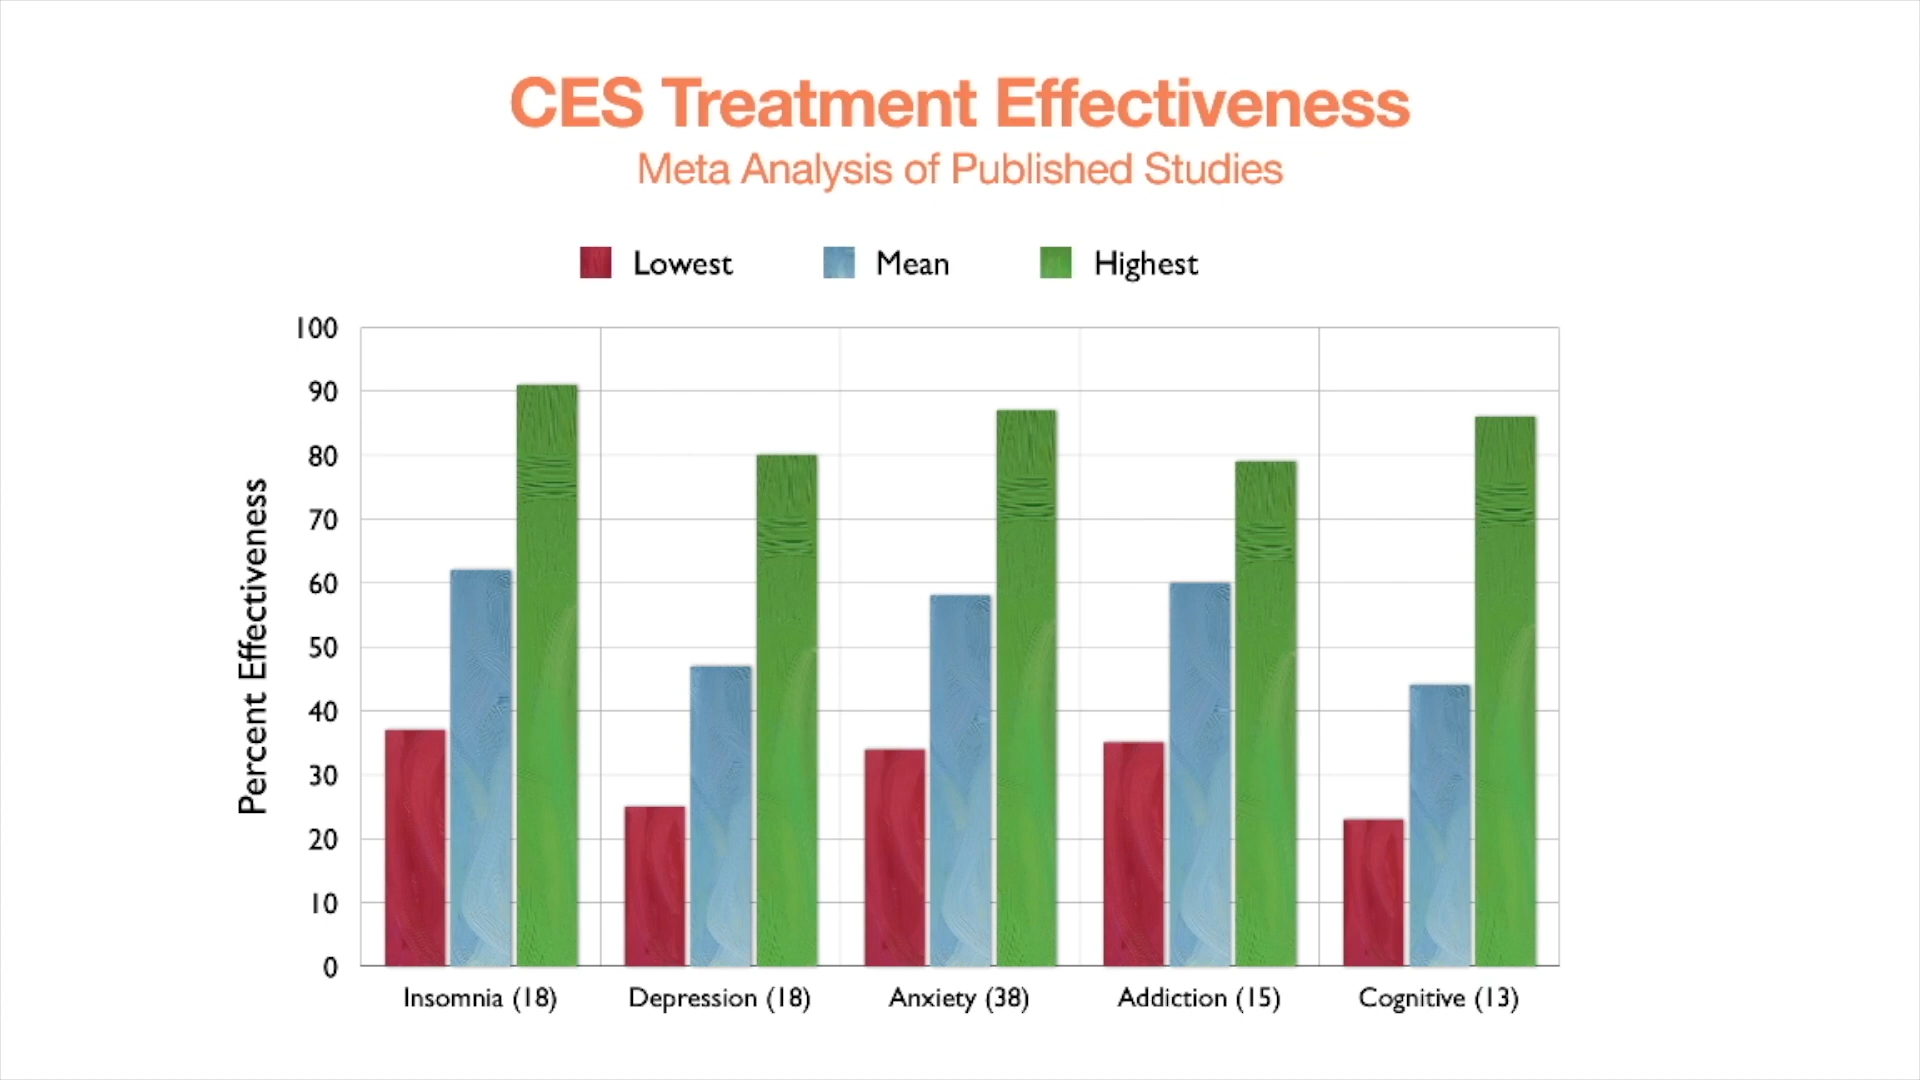 CES Treatment Effectiveness
Meta Analysis of Published Studies
Lowest Mean Highest
Percent Effectiveness
100
90
80
70
60
50
40
30
20
10
0
Insomnia (18) Depression (18) Anxiety (38) Addiction (15) Cognitive (13)